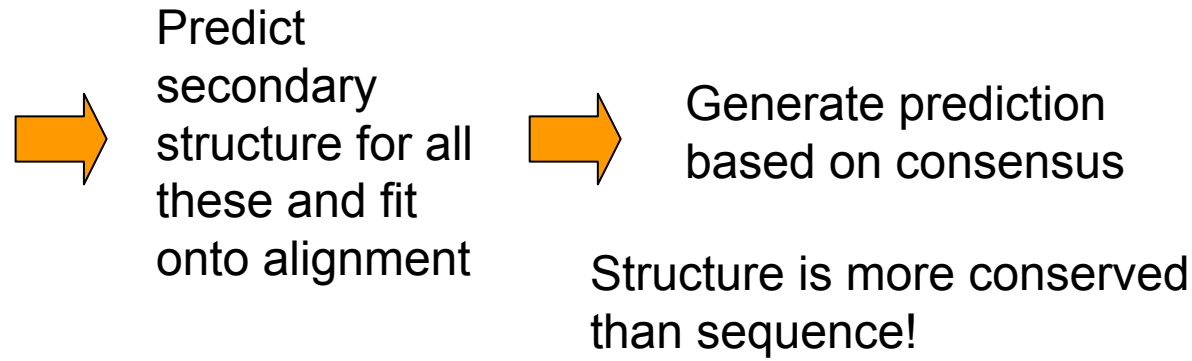 Predict
secondary
structure for all
these and fit
onto alignment
Generate prediction
based on consensus
Structure is more conserved
than sequence!